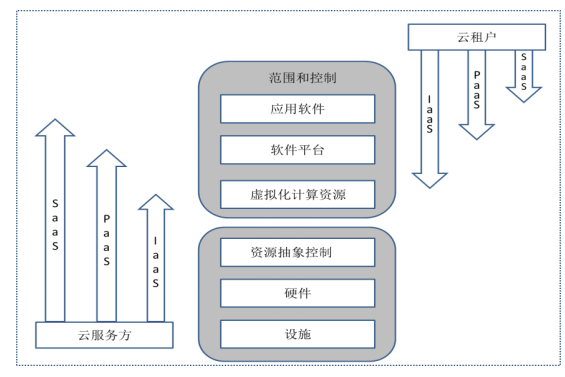 云租户
SaaS
PaaS
IaaS
范围和控制
应用软件
软件平台
虚拟化计算资源
资源抽象控制
硬件
设施
SaaS
PaaS
IaaS
云服务方